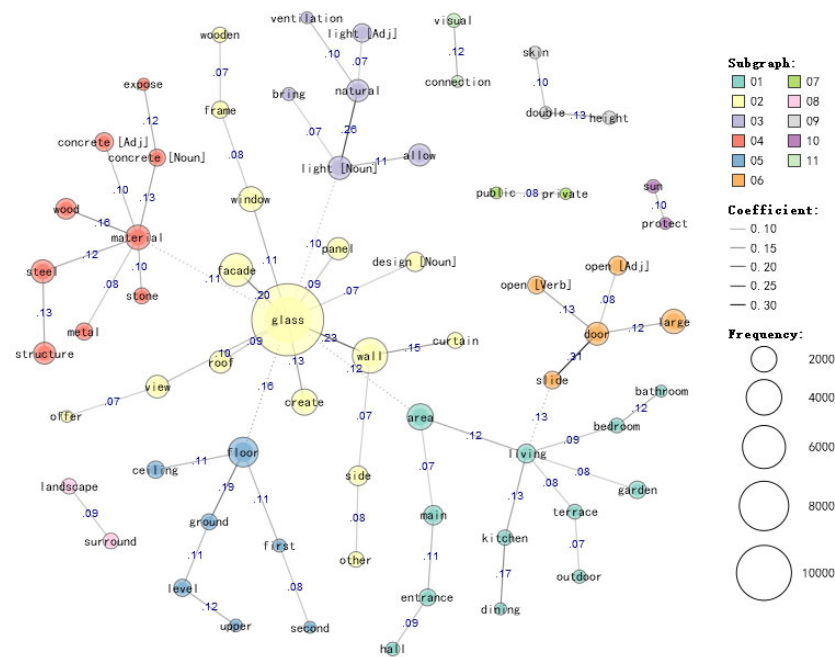 ventilation
light [Adj]
visual
wooden
.10
.07
.12
skin
Subgraph:
expose
.07
bring
natural
connection
.10
01
07
frame
double
.13
height
02
08
.12
concrete [Adj]
concrete [Noun]
.07
.26
03
09
.08
light [Noun]
.11
allow
04
10
.10
.13
public
.08
private
sun
05
11
wood
.16
window
.10
06
material
protect
Coefficient:
.12
.11
.10
panel
open [Adj]
0.10
steel
.10
facade
design [Noun]
open [Verb]
0.15
.08
stone
.11
.20
.09
.07
.08
0.20
.13
.13
0.25
metal
glass
large
0.30
structure
door
.12
Frequency:
.10
.09
.23
.15
curtain
.31
2000
roof
.13
wall
.12
slide
view
create
bathroom
4000
offer
.07
.16
area
.13
.12
bedroom
floor
.12
.09
6000
ceiling
.11
.07
living
landscape
.19
side
.07
.08
garden
.09
ground
.11
main
.13
.08
terrace
8000
surround
first
.08
kitchen
.11
other
.11
.07
level
.17
outdoor
10000
.08
entrance
.12
dining
upper
second
.09
hall